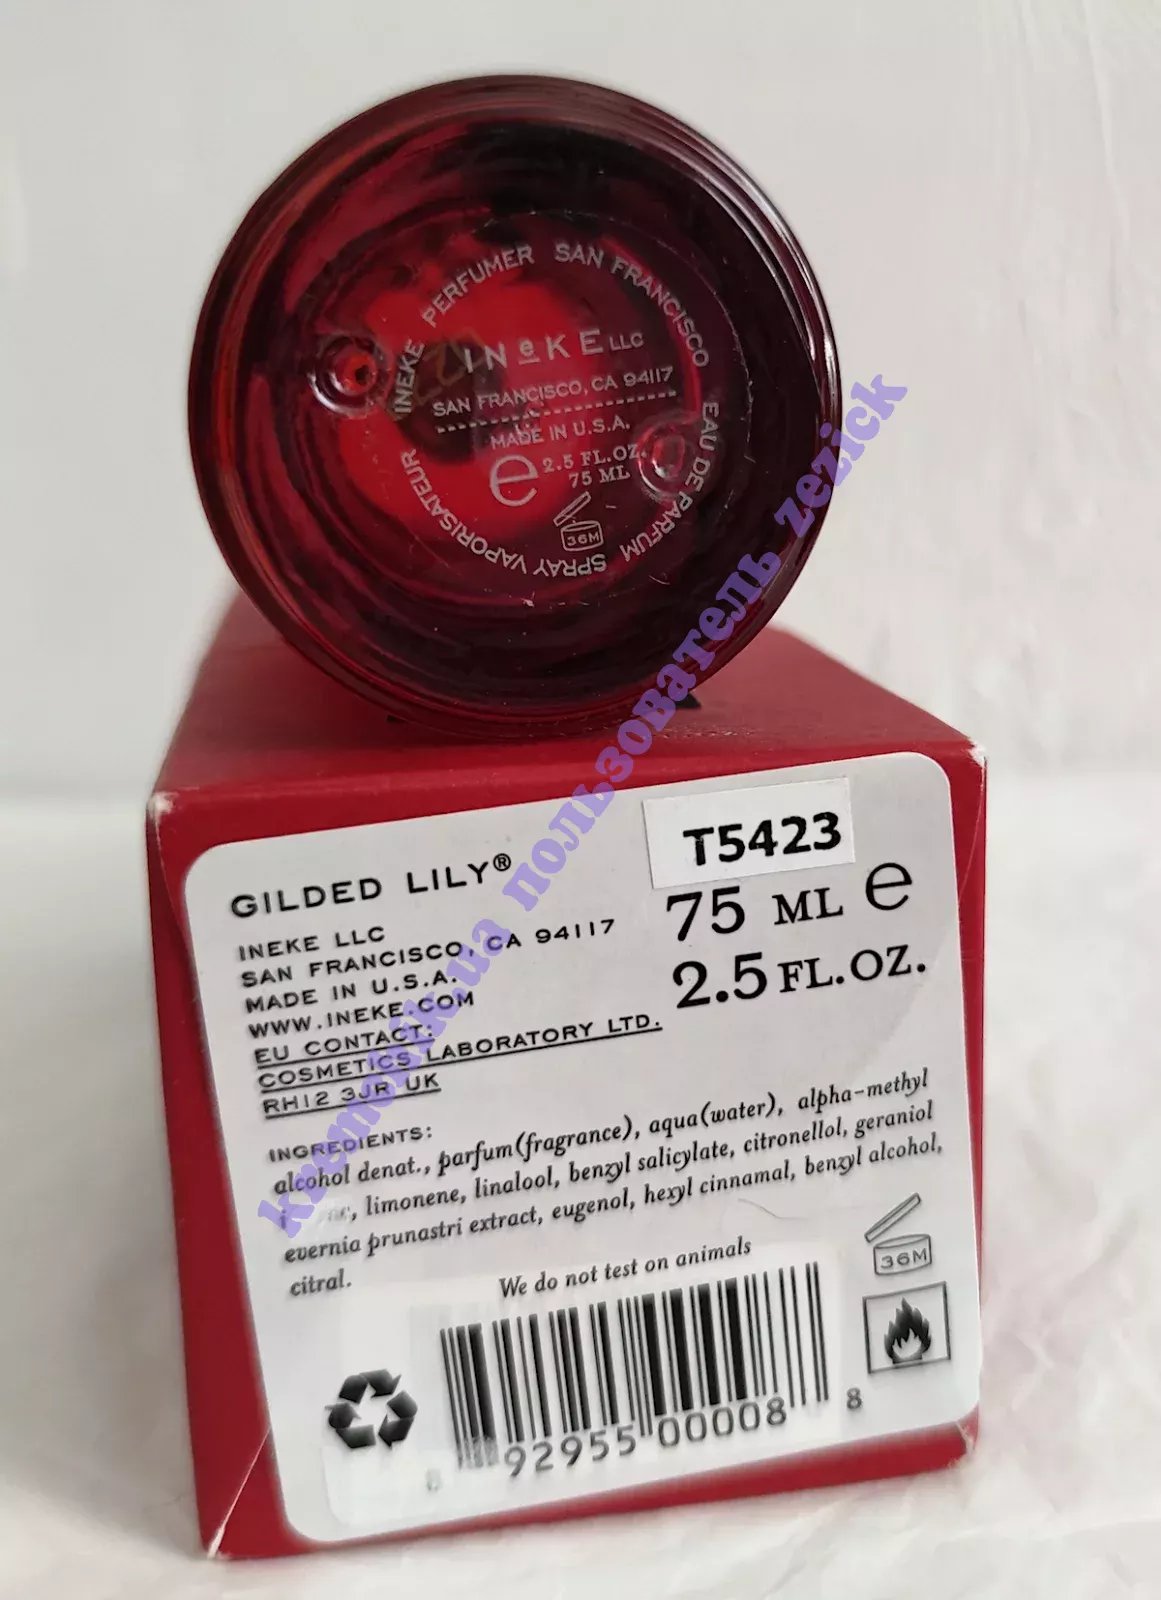 INEKE PERFUMER SAN FRANCISCO EAU DE PARFUM SPRAY VAPORISATEUR
INeKE LLC
SAN FRANCISCO, CA 94117
MADE IN U.S.A.
e 2.5 FL.OZ.
75 ML
36M
T5423
GILDED LILY®
75 ML e
2.5 FL.OZ.
INEKE LLC
SAN FRANCISCO, CA 94117
MADE IN U.S.A.
WWW.INEKE.COM
EU CONTACT:
COSMETICS LABORATORY LTD.
RH12 3JR UK
INGREDIENTS:
alcohol denat., parfum(fragrance), aqua(water), alpha-methyl
limonene, linalool, benzyl salicylate, citronellol, geraniol
evernia prunastri extract, eugenol, hexyl cinnamal, benzyl alcohol,
citral.
We do not test on animals
36M
8 92955 00008 8
kremchik.ua пользователь zezick